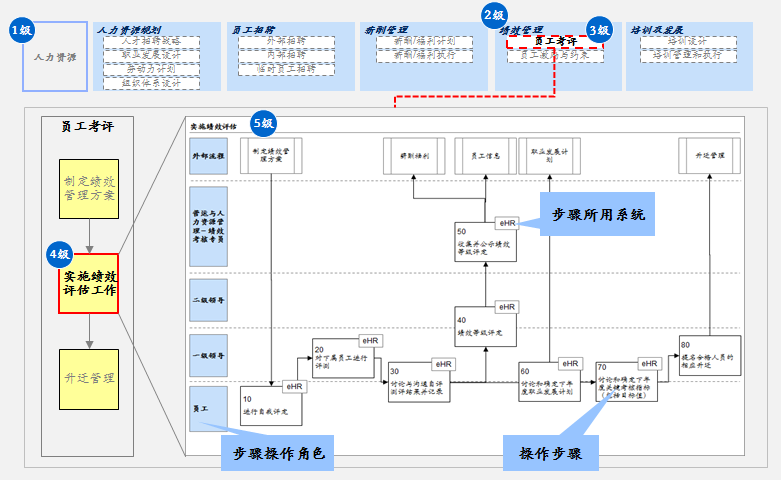 1级
人力资源
人力资源规划
人才招聘战略
职业发展设计
劳动力计划
组织体系设计
员工招聘
外部招聘
内部招聘
临时员工招聘
薪酬管理
薪酬/福利计划
薪酬/福利执行
2级
绩效管理
3级
员工考评
员工激励与约束
培训及发展
培训设计
培训管理和执行
员工考评
制定绩效
管理方案
4级
实施绩效
评估工作
升迁管理
实施绩效评估
5级
外部流程
制定绩效管
理方案
薪酬福利
员工信息
职业发展计
划
升迁管理
营运与人
力资源管
理-绩效
考核专员
50
eHR
收集并公示绩效
等级评定
步骤所用系统
二级领导
40
eHR
绩效等级评定
一级领导
20
eHR
对下属员工进行
评测
30
eHR
讨论与沟通自评
测评结果并记录
60
eHR
讨论和确定下年
度职业发展计划
70
eHR
讨论和确定下年
度关键考核指标
(包括目标值)
80
提名合格人员的
相应升迁
员工
10
eHR
进行自我评定
步骤操作角色
操作步骤